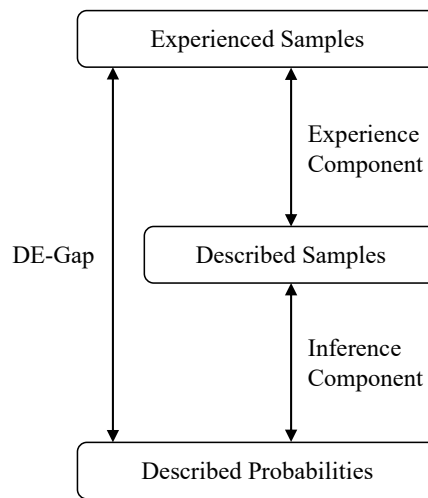 Experienced Samples
Experience
Component
DE-Gap
Described Samples
Inference
Component
Described Probabilities